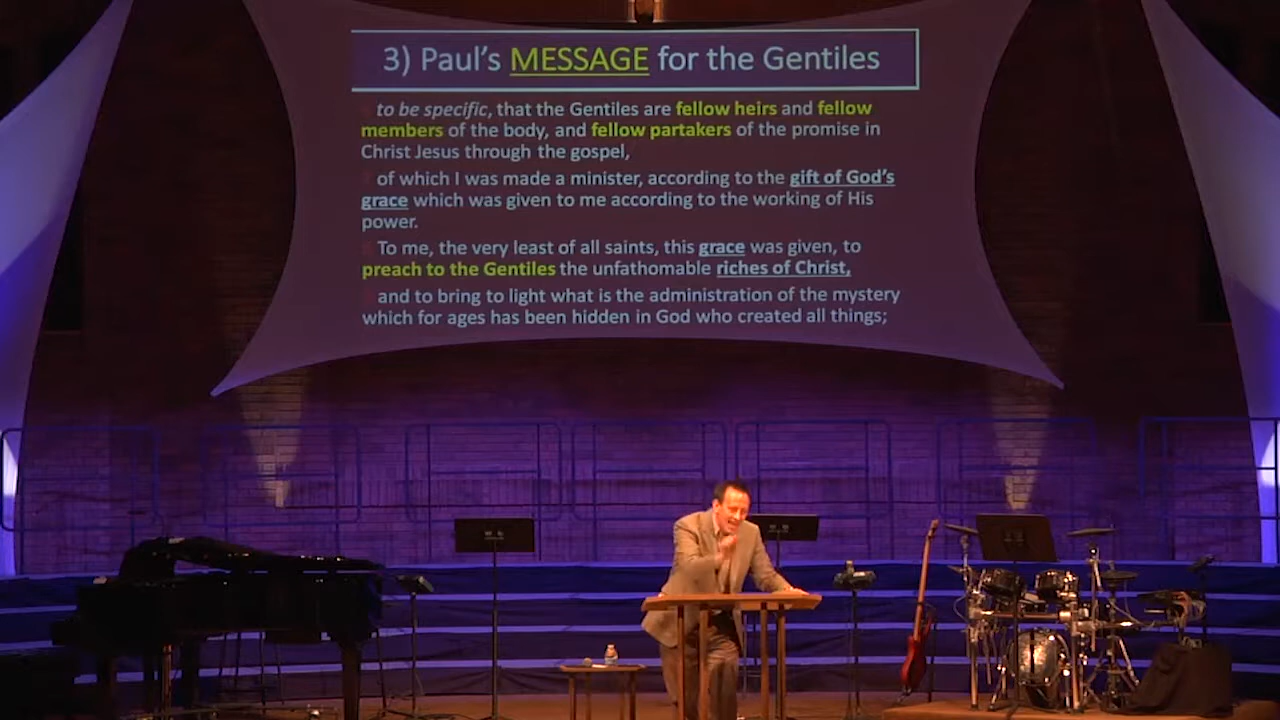 3) Paul's MESSAGE for the Gentiles
to be specific, that the Gentiles are fellow heirs and fellow
members of the body, and fellow partakers of the promise in
Christ Jesus through the gospel,
of which I was made a minister, according to the gift of God's
grace which was given to me according to the working of His
power.
To me, the very least of all saints, this grace was given, to
preach to the Gentiles the unfathomable riches of Christ,
and to bring to light what is the administration of the mystery
which for ages has been hidden in God who created all things;